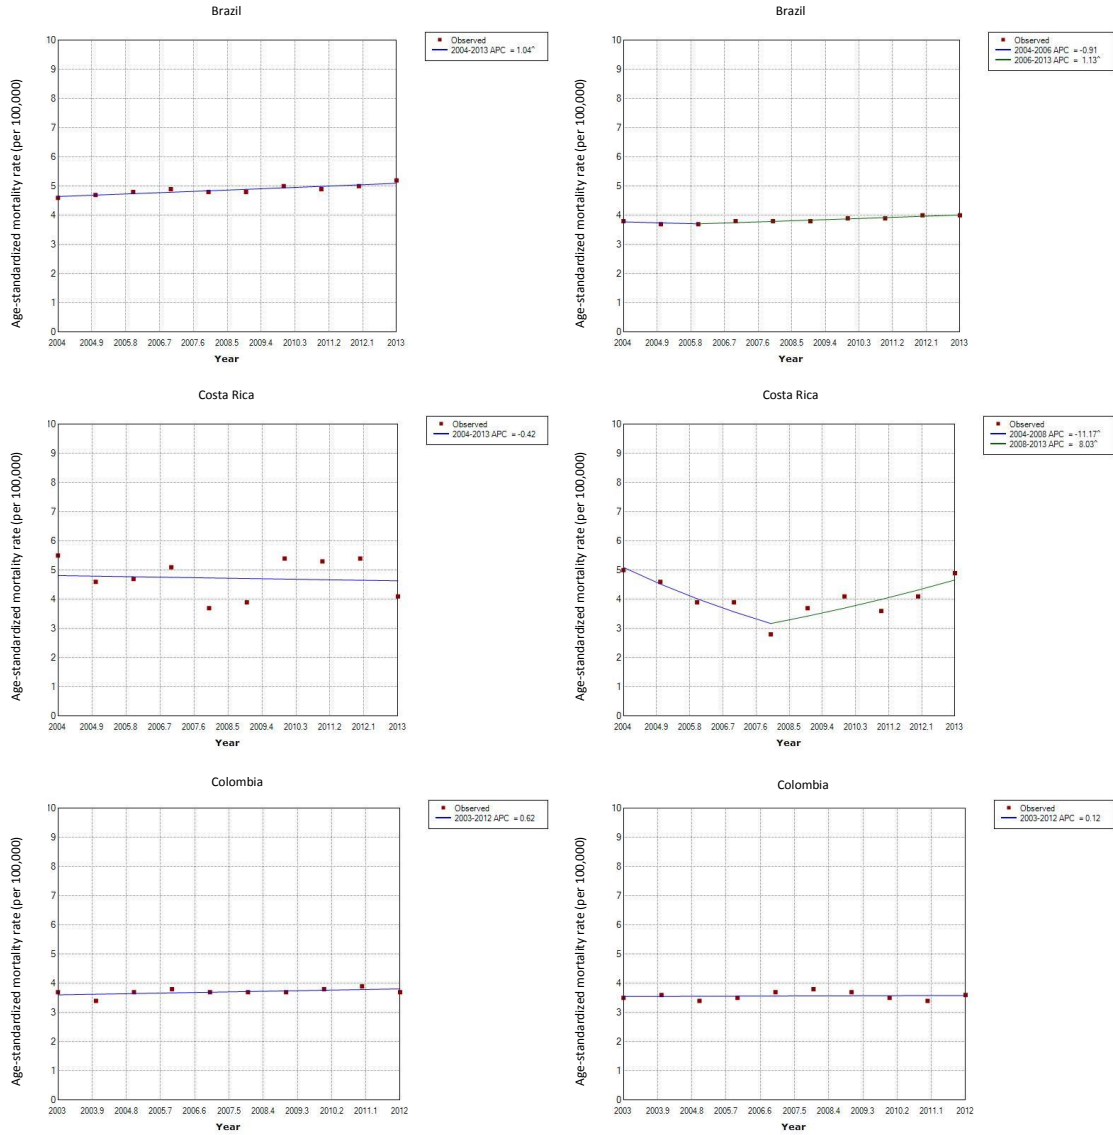 Brazil
Age-standardized mortality rate (per 100,000)
10
9
8
7
6
5
4
3
2
1
0
2004 2004.9 2005.8 2006.7 2007.6 2008.5 2009.4 2010.3 2011.2 2012.1 2013
Year
Observed
2004-2013 APC = 1.04^
Brazil
Age-standardized mortality rate (per 100,000)
10
9
8
7
6
5
4
3
2
1
0
2004 2004.9 2005.8 2006.7 2007.6 2008.5 2009.4 2010.3 2011.2 2012.1 2013
Year
Observed
2004-2006 APC = -0.91
2006-2013 APC = 1.13^
Costa Rica
Age-standardized mortality rate (per 100,000)
10
9
8
7
6
5
4
3
2
1
0
2004 2004.9 2005.8 2006.7 2007.6 2008.5 2009.4 2010.3 2011.2 2012.1 2013
Year
Observed
2004-2013 APC = -0.42
Costa Rica
Age-standardized mortality rate (per 100,000)
10
9
8
7
6
5
4
3
2
1
0
2004 2004.9 2005.8 2006.7 2007.6 2008.5 2009.4 2010.3 2011.2 2012.1 2013
Year
Observed
2004-2008 APC = -11.17^
2008-2013 APC = 8.03^
Colombia
Age-standardized mortality rate (per 100,000)
10
9
8
7
6
5
4
3
2
1
0
2003 2003.9 2004.8 2005.7 2006.6 2007.5 2008.4 2009.3 2010.2 2011.1 2012
Year
Observed
2003-2012 APC = 0.62
Colombia
Age-standardized mortality rate (per 100,000)
10
9
8
7
6
5
4
3
2
1
0
2003 2003.9 2004.8 2005.7 2006.6 2007.5 2008.4 2009.3 2010.2 2011.1 2012
Year
Observed
2003-2012 APC = 0.12